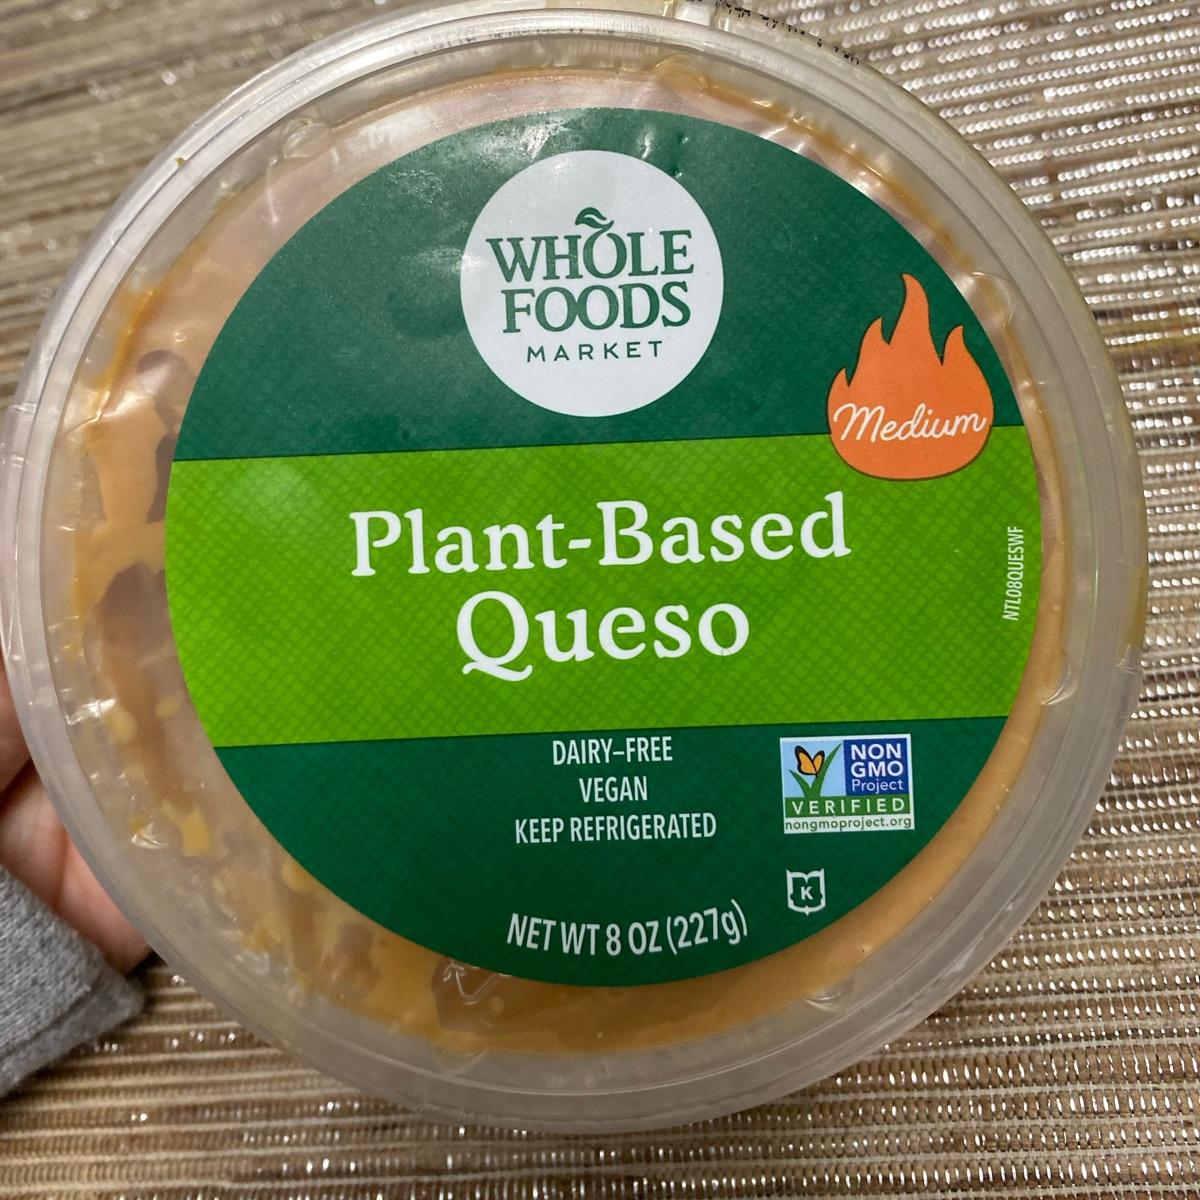 WHOLE
FOODS
MARKET
Medium
Plant-Based
Queso
NTL08QUESWF
DAIRY–FREE
VEGAN
KEEP REFRIGERATED
NON
GMO
Project
VERIFIED
nongmoproject.org
K
NET WT 8 OZ (227g)